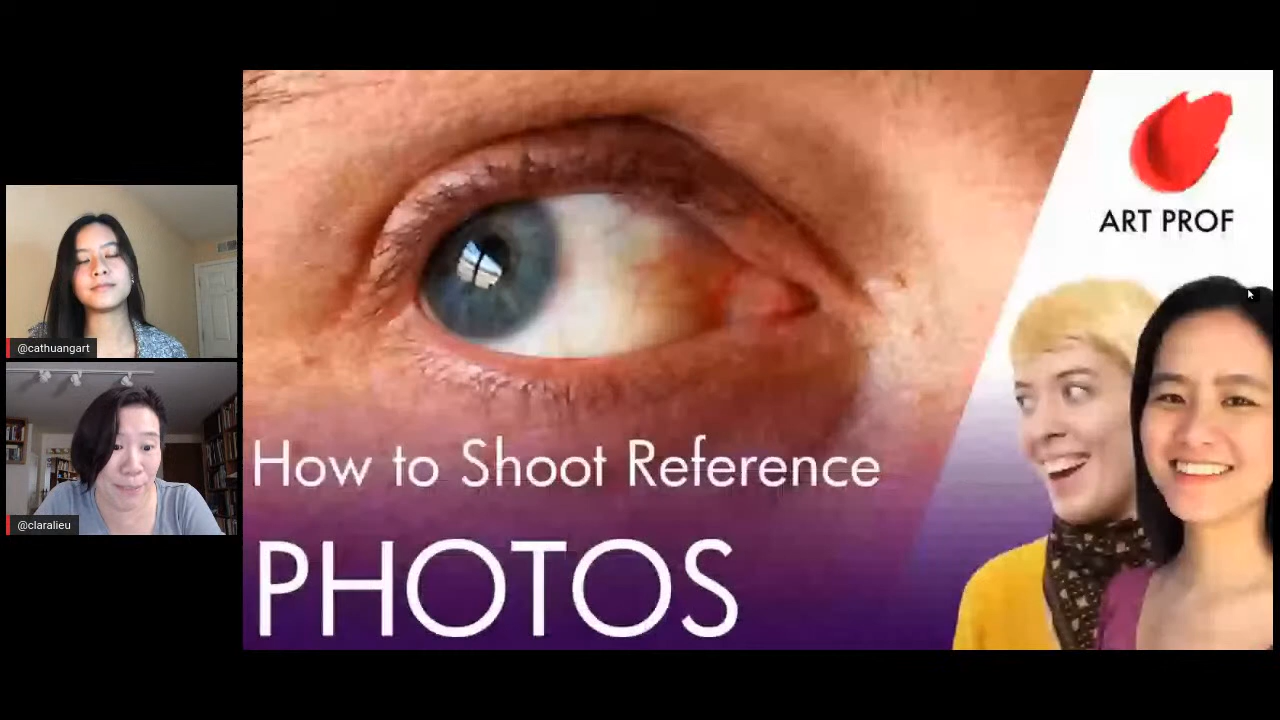 @cathuangart
@claralieu
How to Shoot Reference
PHOTOS
ART PROF